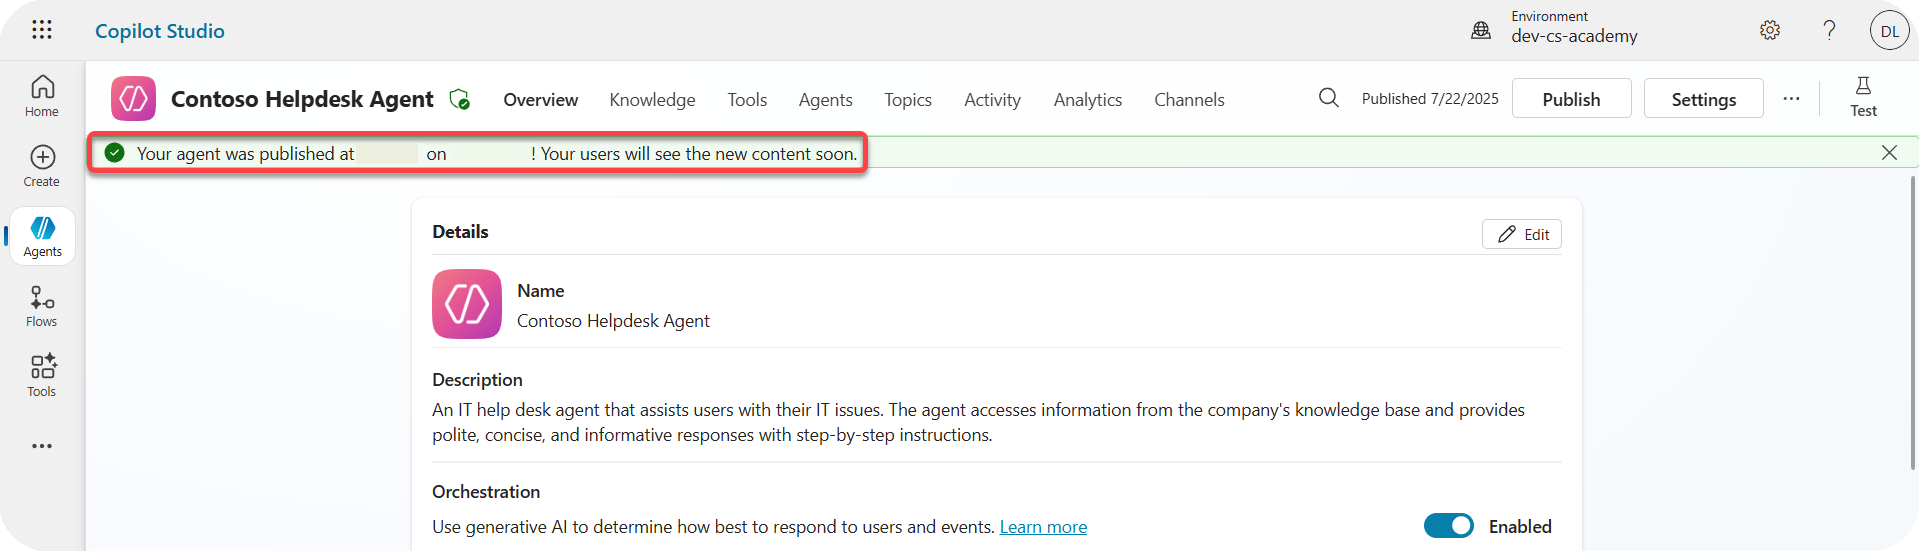 Copilot Studio
Environment
dev-cs-academy
DL
Contoso Helpdesk Agent
Overview
Knowledge
Tools
Agents
Topics
Activity
Analytics
Channels
Published 7/22/2025
Publish
Settings
Test
Your agent was published at on ! Your users will see the new content soon.
Home
Create
Agents
Flows
Tools
Details
Edit
Name
Contoso Helpdesk Agent
Description
An IT help desk agent that assists users with their IT issues. The agent accesses information from the company's knowledge base and provides
polite, concise, and informative responses with step-by-step instructions.
Orchestration
Use generative AI to determine how best to respond to users and events. Learn more
Enabled